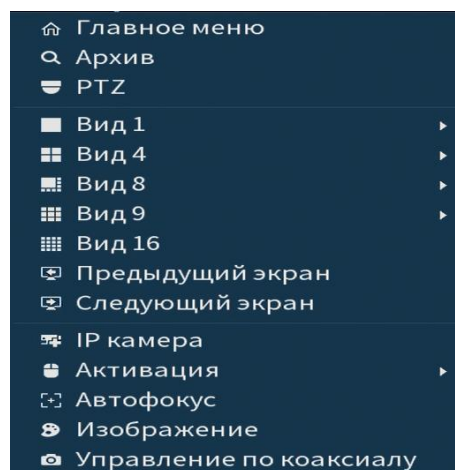 Главное меню
Архив
PTZ
Вид 1
Вид 4
Вид 8
Вид 9
Вид 16
Предыдущий экран
Следующий экран
IP камера
Активация
Автофокус
Изображение
Управление по коаксиалу